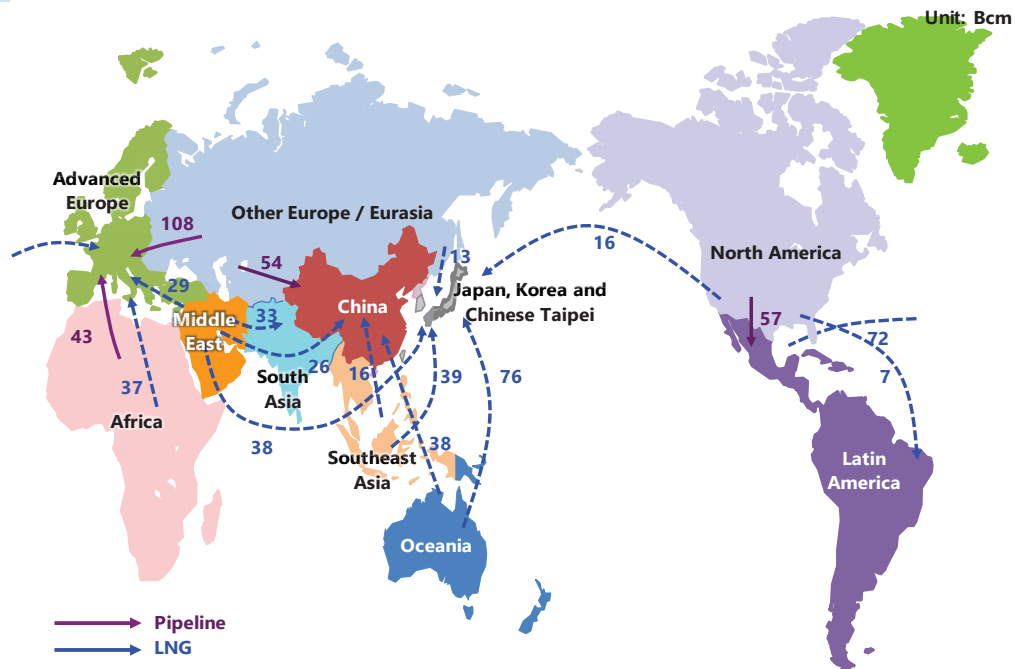 Unit: Bcm
Advanced
Europe
108
Other Europe / Eurasia
16
North America
13
54
29
Japan, Korea and
Chinese Taipei
China
33
Middle
East
57
43
72
26
16
39
76
7
South
Asia
37
Africa
38
38
Southeast
Asia
Latin
America
Oceania
Pipeline
LNG